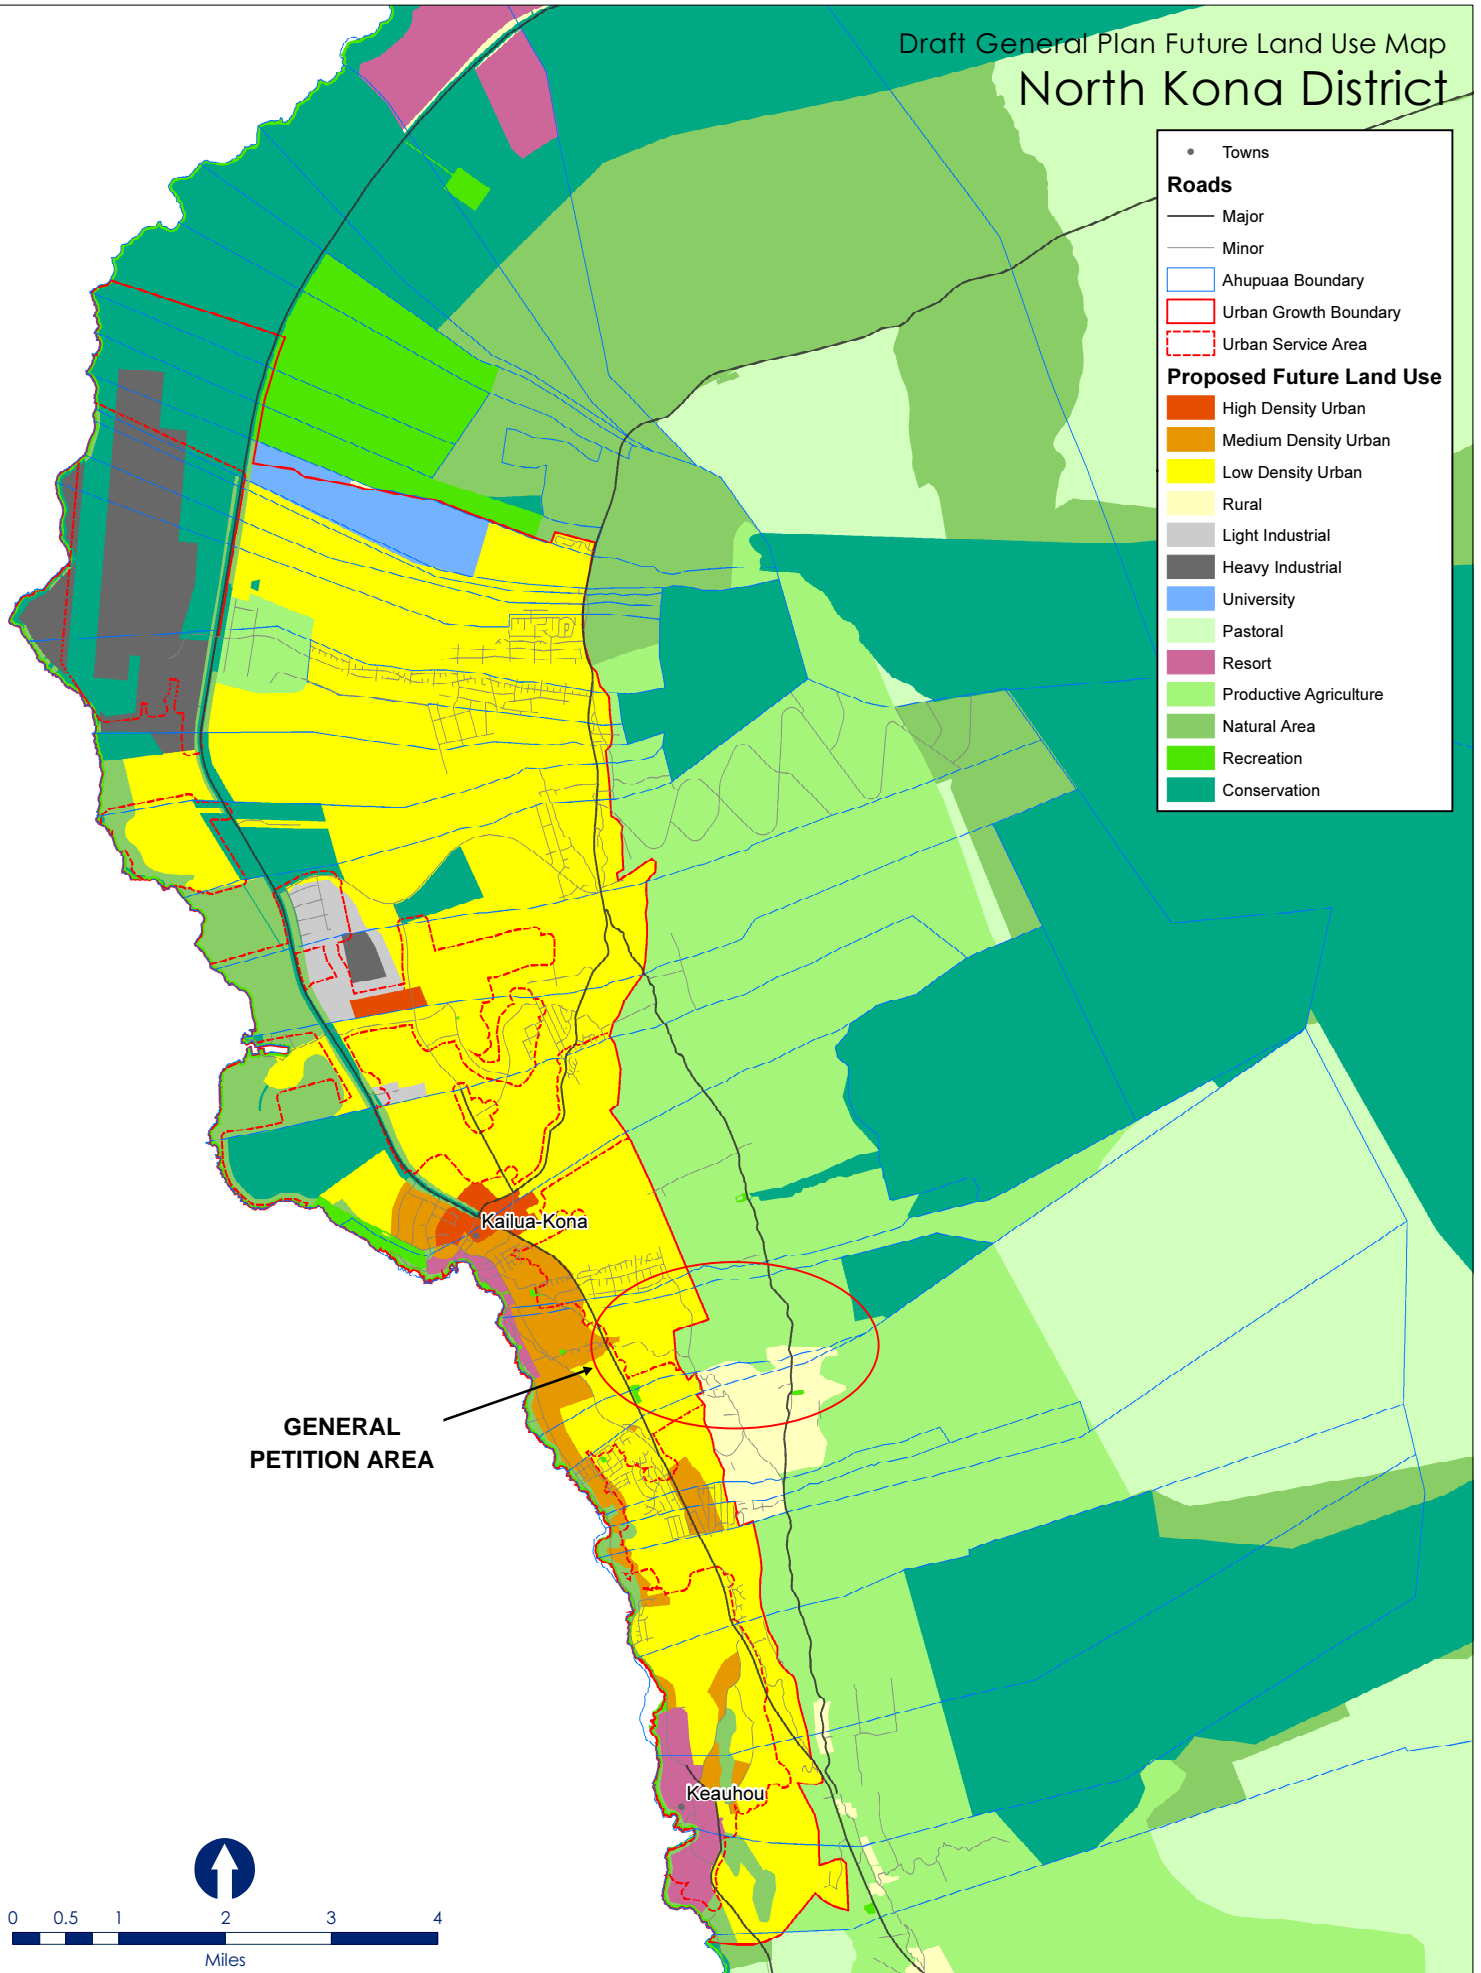 Draft General Plan Future Land Use Map
North Kona District
Towns
Roads
Major
Minor
Ahupuaa Boundary
Urban Growth Boundary
Urban Service Area
Proposed Future Land Use
High Density Urban
Medium Density Urban
Low Density Urban
Rural
Light Industrial
Heavy Industrial
University
Pastoral
Resort
Productive Agriculture
Natural Area
Recreation
Conservation
Kailua-Kona
GENERAL
PETITION AREA
Keauhou
0 0.5 1 2 3 4
Miles